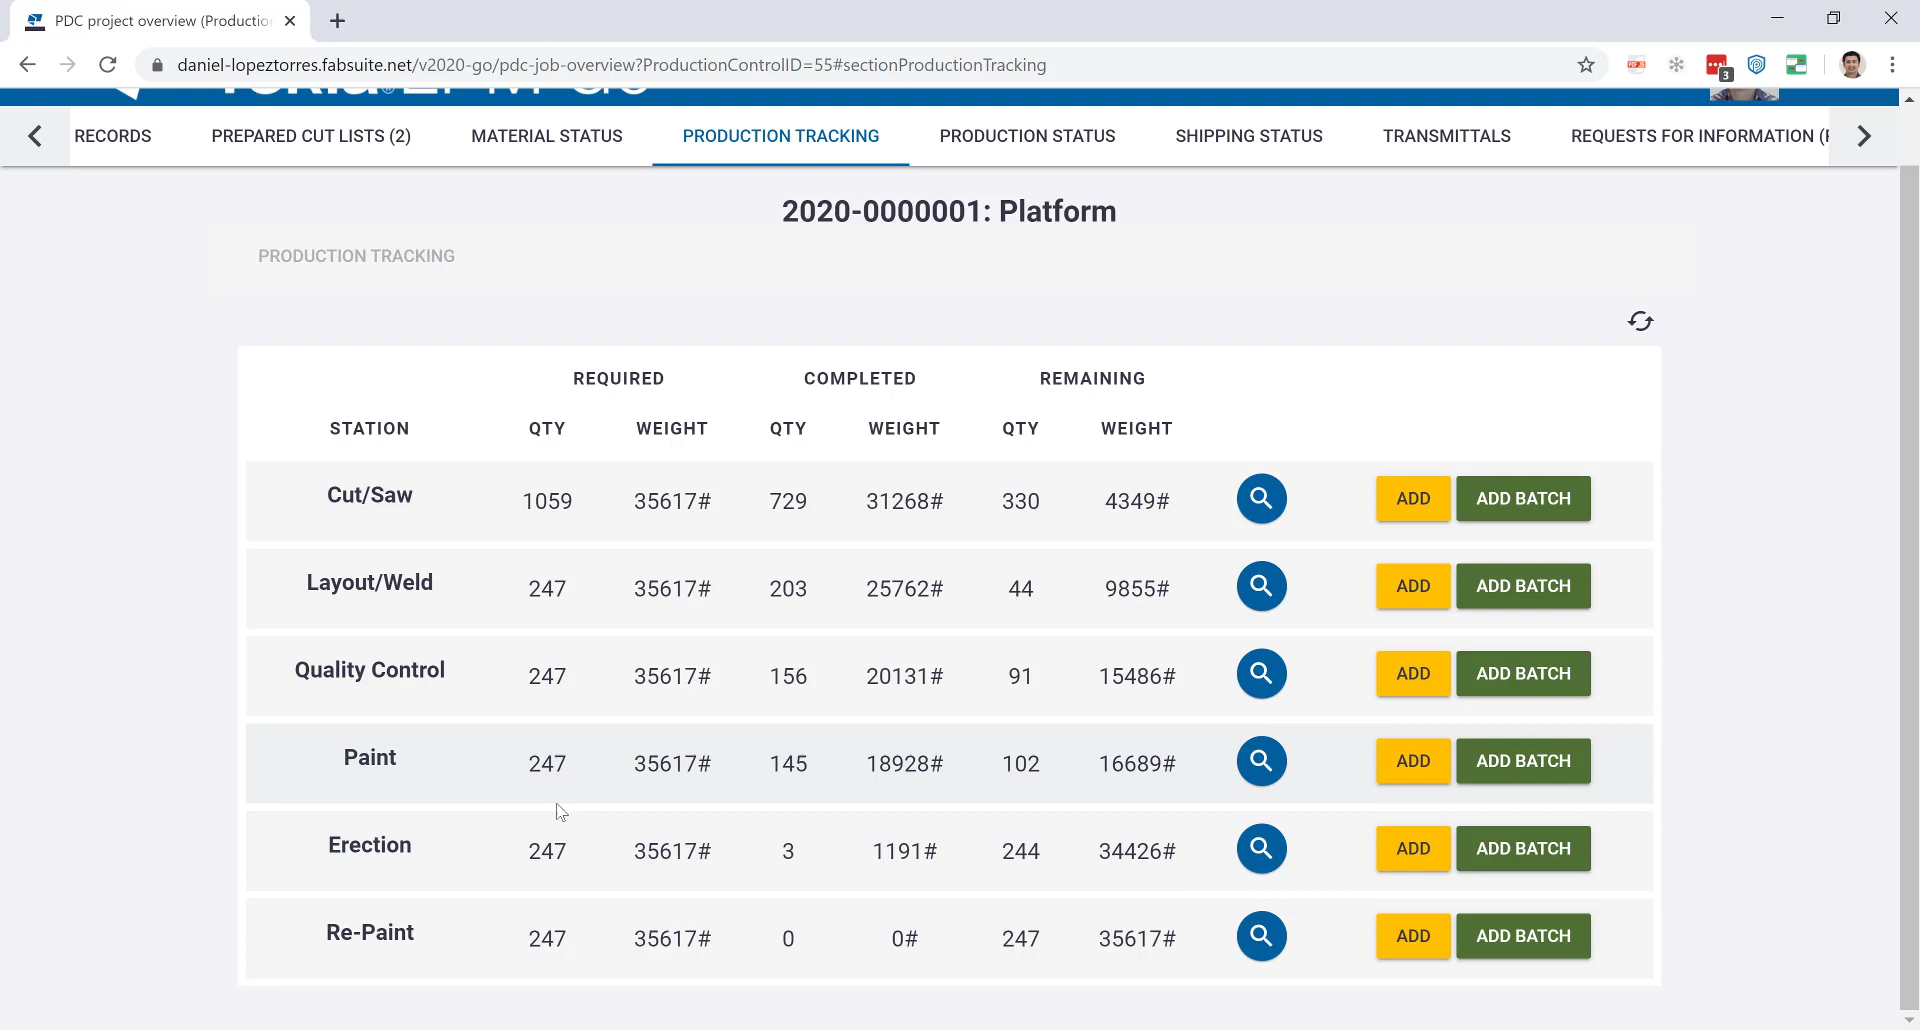 PDC project overview (Productio
daniel-lopeztorres.fabsuite.net/v2020-go/pdc-job-overview?ProductionControlID=55#sectionProductionTracking
3
RECORDS PREPARED CUT LISTS (2) MATERIAL STATUS PRODUCTION TRACKING PRODUCTION STATUS SHIPPING STATUS TRANSMITTALS REQUESTS FOR INFORMATION (
2020-0000001: Platform
PRODUCTION TRACKING
REQUIRED COMPLETED REMAINING
STATION QTY WEIGHT QTY WEIGHT QTY WEIGHT
Cut/Saw 1059 35617# 729 31268# 330 4349# ADD ADD BATCH
Layout/Weld 247 35617# 203 25762# 44 9855# ADD ADD BATCH
Quality Control 247 35617# 156 20131# 91 15486# ADD ADD BATCH
Paint 247 35617# 145 18928# 102 16689# ADD ADD BATCH
Erection 247 35617# 3 1191# 244 34426# ADD ADD BATCH
Re-Paint 247 35617# 0 0# 247 35617# ADD ADD BATCH